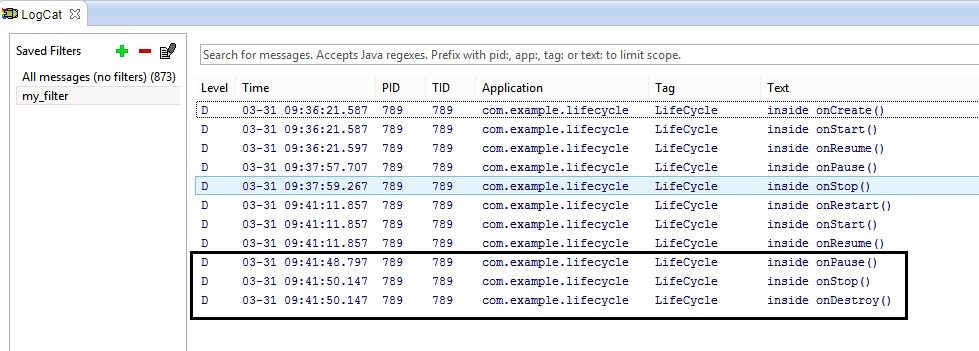 LogCat
Saved Filters
All messages (no filters) (873)
my_filter
Search for messages. Accepts Java regexes. Prefix with pid:, app:, tag: or text: to limit scope.
Level Time PID TID Application Tag Text
D 03-31 09:36:21.587 789 789 com.example.lifecycle LifeCycle inside onCreate()
D 03-31 09:36:21.587 789 789 com.example.lifecycle LifeCycle inside onStart()
D 03-31 09:36:21.597 789 789 com.example.lifecycle LifeCycle inside onResume()
D 03-31 09:37:57.707 789 789 com.example.lifecycle LifeCycle inside onPause()
D 03-31 09:37:59.267 789 789 com.example.lifecycle LifeCycle inside onStop()
D 03-31 09:41:11.857 789 789 com.example.lifecycle LifeCycle inside onRestart()
D 03-31 09:41:11.857 789 789 com.example.lifecycle LifeCycle inside onStart()
D 03-31 09:41:11.857 789 789 com.example.lifecycle LifeCycle inside onResume()
D 03-31 09:41:48.797 789 789 com.example.lifecycle LifeCycle inside onPause()
D 03-31 09:41:50.147 789 789 com.example.lifecycle LifeCycle inside onStop()
D 03-31 09:41:50.147 789 789 com.example.lifecycle LifeCycle inside onDestroy()